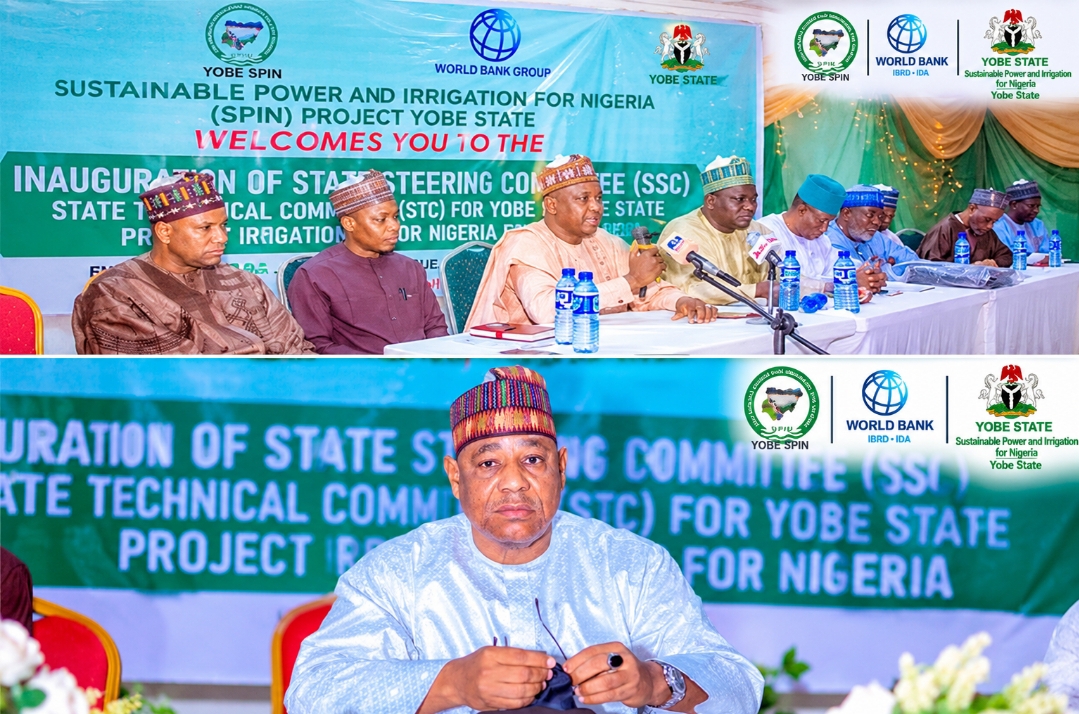 YOBE SPIN
WORLD BANK GROUP
YOBE STATE
SUSTAINABLE POWER AND IRRIGATION FOR NIGERIA
(SPIN) PROJECT YOBE STATE
WELCOMES YOU TO THE
INAUGURATION OF STATE STEERING COM (SSC)
STATE TECHNICAL COMM (STC) FOR YOBE STATE
IRRIGATION FOR NIGERIA
YOBE SPIN
WORLD BANK
IBRD • IDA
YOBE STATE
Sustainable Power and Irrigation
for Nigeria
Yobe State
URATION OF STATE S G COMMITTEE (SSC)
ATE TECHNICAL COMM (STC) FOR YOBE STATE
PROJECT FOR NIGERIA
YOBE SPIN
WORLD BANK
IBRD • IDA
YOBE STATE
Sustainable Power and Irrigation
for Nigeria
Yobe State